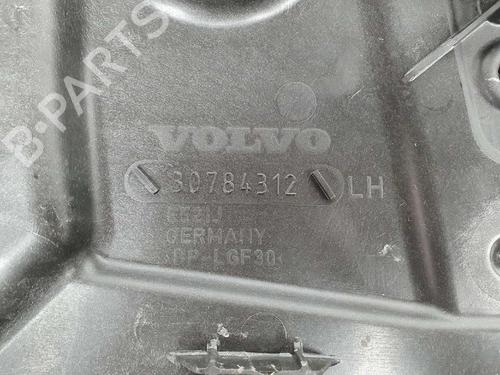 B-PARTS
VOLVO
30784312 LH
GERMANY
PP-LGF30